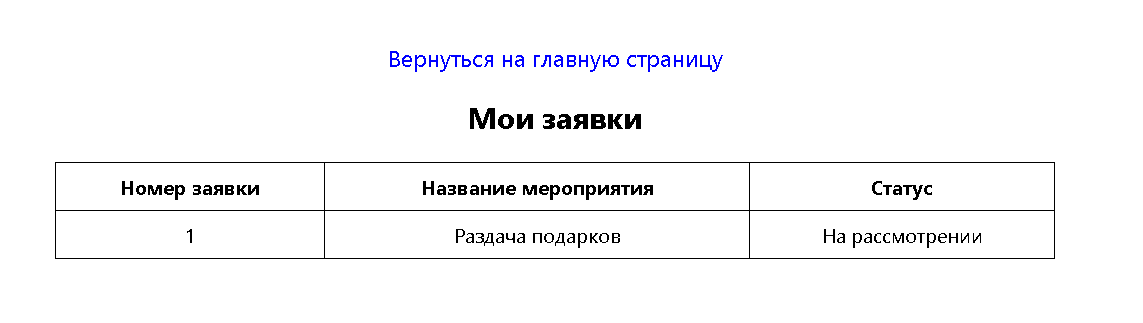 Вернуться на главную страницу
Мои заявки
Номер заявки Название мероприятия Статус
1 Раздача подарков На рассмотрении